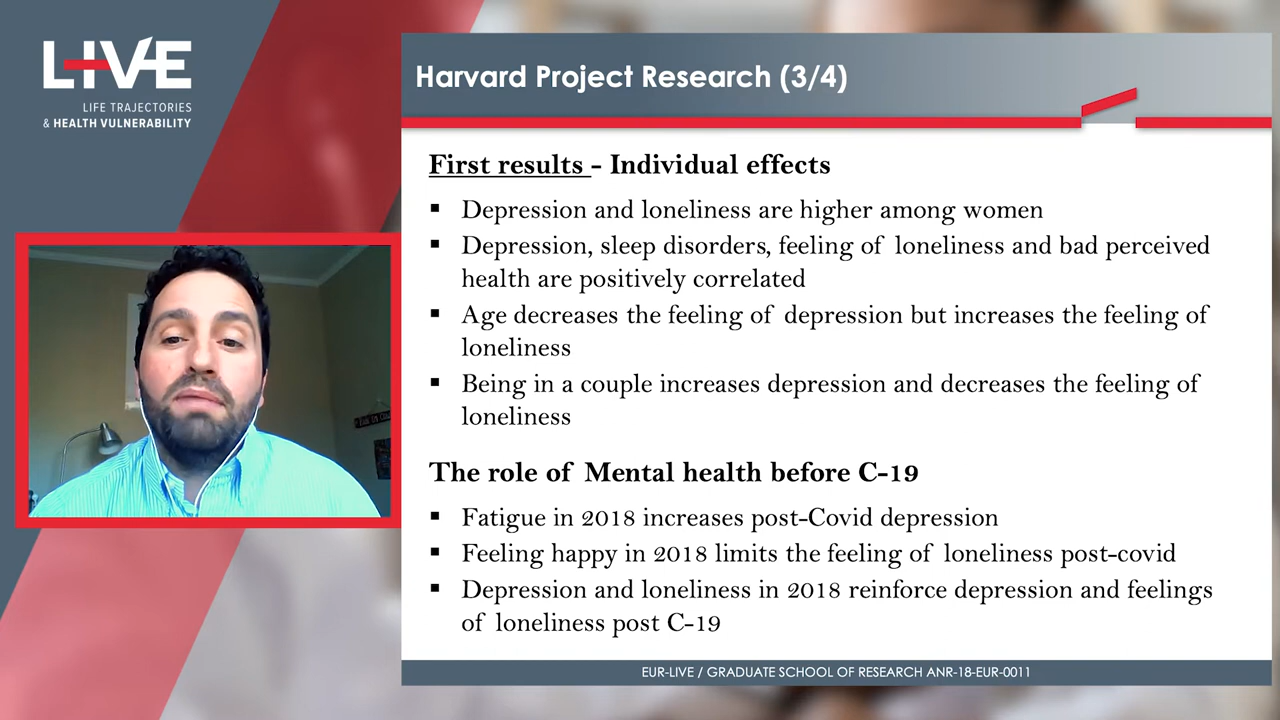 LIVE
LIFE TRAJECTORIES
& HEALTH VULNERABILITY
Harvard Project Research (3/4)
First results - Individual effects
▪ Depression and loneliness are higher among women
▪ Depression, sleep disorders, feeling of loneliness and bad perceived
health are positively correlated
▪ Age decreases the feeling of depression but increases the feeling of
loneliness
▪ Being in a couple increases depression and decreases the feeling of
loneliness
The role of Mental health before C-19
▪ Fatigue in 2018 increases post-Covid depression
▪ Feeling happy in 2018 limits the feeling of loneliness post-covid
▪ Depression and loneliness in 2018 reinforce depression and feelings
of loneliness post C-19
EUR-LIVE / GRADUATE SCHOOL OF RESEARCH ANR-18-EUR-0011